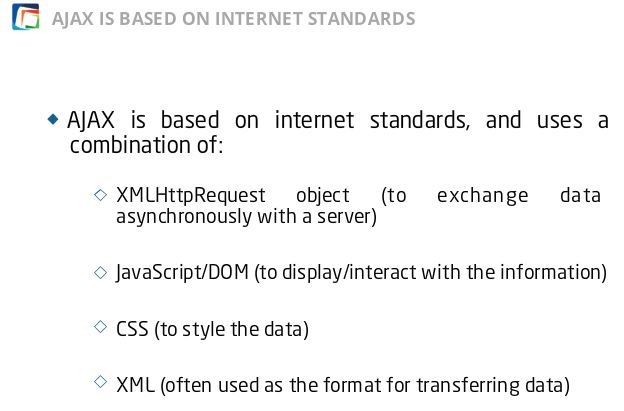 AJAX IS BASED ON INTERNET STANDARDS
AJAX is based on internet standards, and uses a
combination of:
XMLHttpRequest object (to exchange data
asynchronously with a server)
JavaScript/DOM (to display/interact with the information)
CSS (to style the data)
XML (often used as the format for transferring data)